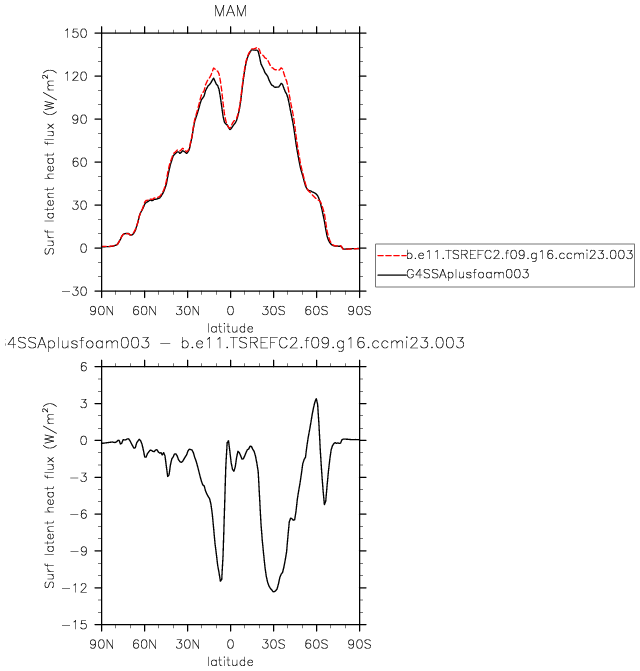 MAM
150
120
90
60
30
0
−30
Surf latent heat flux (W/m²)
90N 60N 30N 0 30S 60S 90S
latitude
b.e11.TSREFC2.f09.g16.ccmi23.003
G4SSAplusfoam003
4SSAplusfoam003 − b.e11.TSREFC2.f09.g16.ccmi23.003
6
3
0
−3
−6
−9
−12
−15
Surf latent heat flux (W/m²)
90N 60N 30N 0 30S 60S 90S
latitude